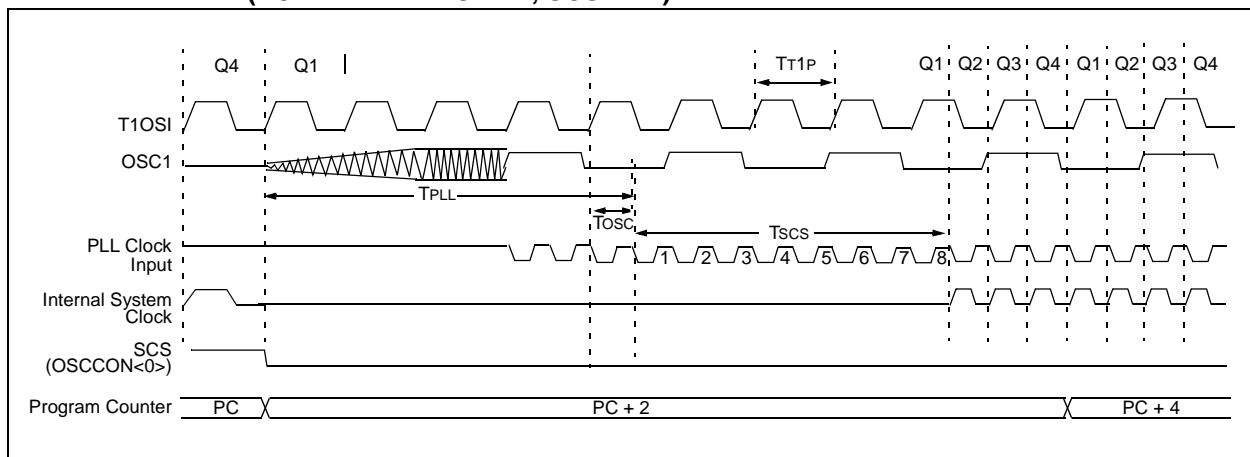 Q4 Q1 TT1P Q1 Q2 Q3 Q4 Q1 Q2 Q3 Q4
T1OSI
OSC1
TPLL
TOSC TSCS
PLL Clock
Input
1 2 3 4 5 6 7 8
Internal System
Clock
SCS
(OSCCON<0>)
Program Counter PC PC + 2 PC + 4